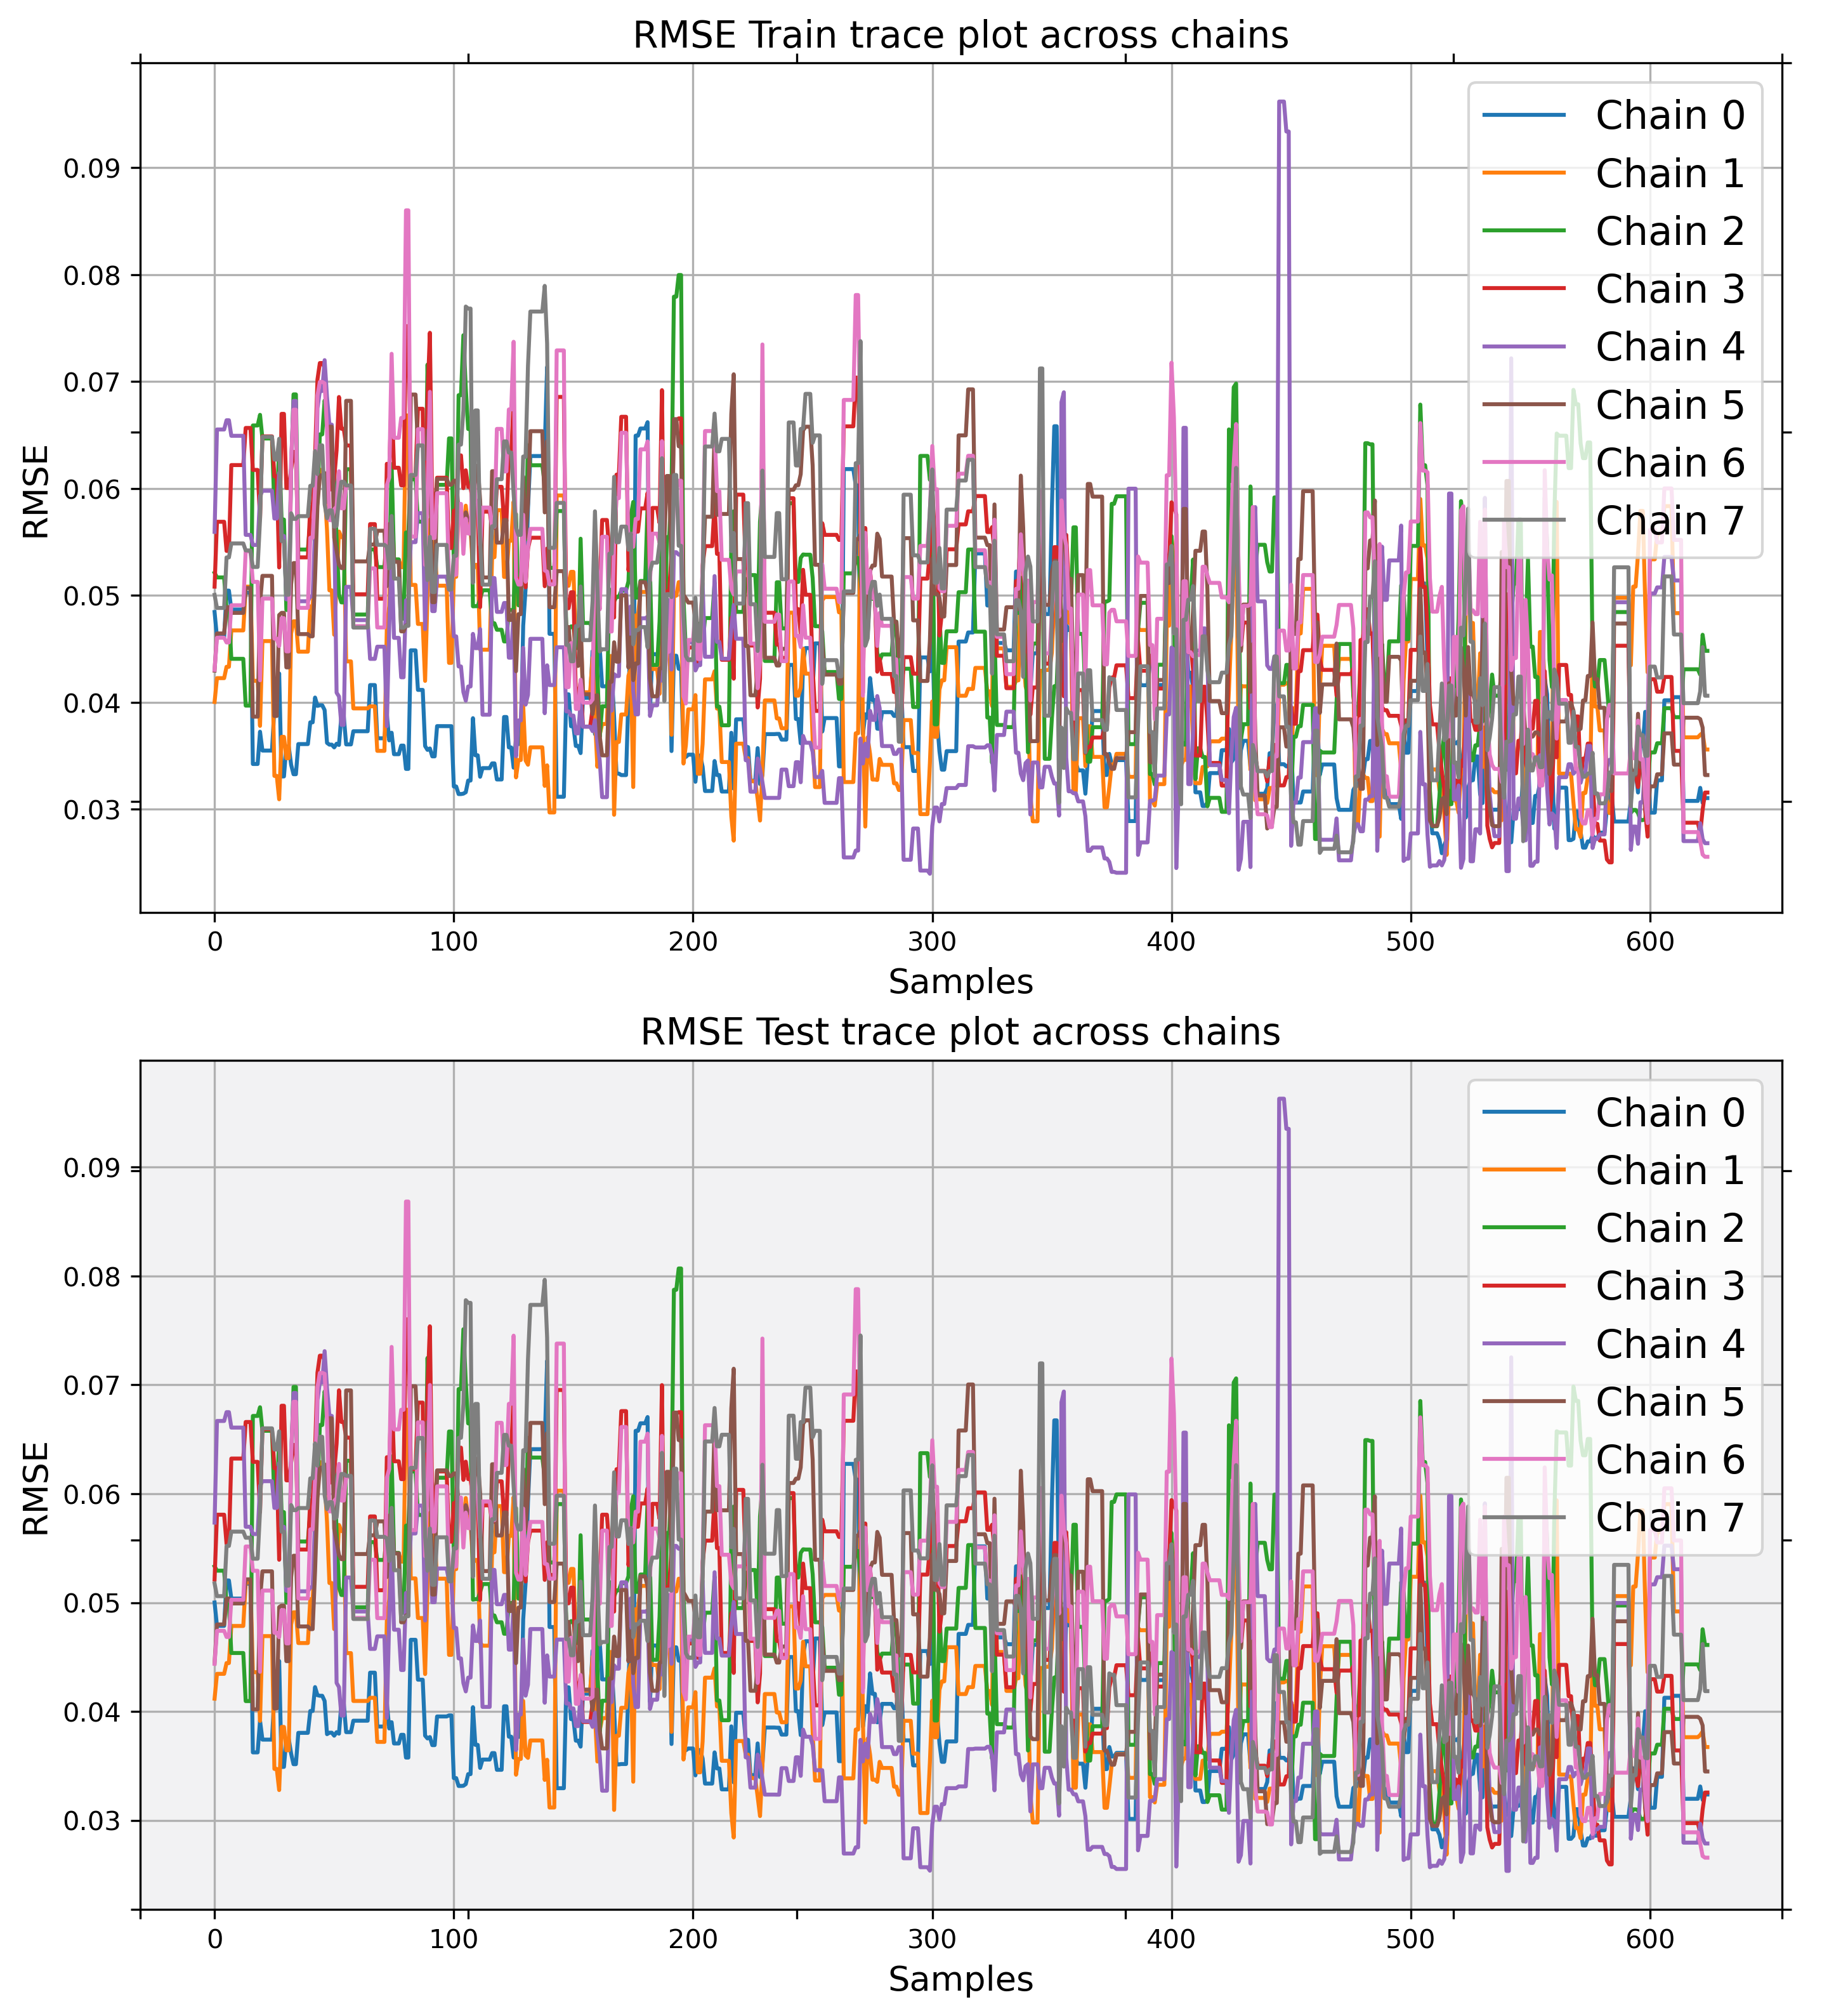 RMSE Train trace plot across chains
RMSE
0.09
0.08
0.07
0.06
0.05
0.04
0.03
0 100 200 300 400 500 600
Samples
Chain 0
Chain 1
Chain 2
Chain 3
Chain 4
Chain 5
Chain 6
Chain 7
RMSE Test trace plot across chains
RMSE
0.09
0.08
0.07
0.06
0.05
0.04
0.03
0 100 200 300 400 500 600
Samples
Chain 0
Chain 1
Chain 2
Chain 3
Chain 4
Chain 5
Chain 6
Chain 7